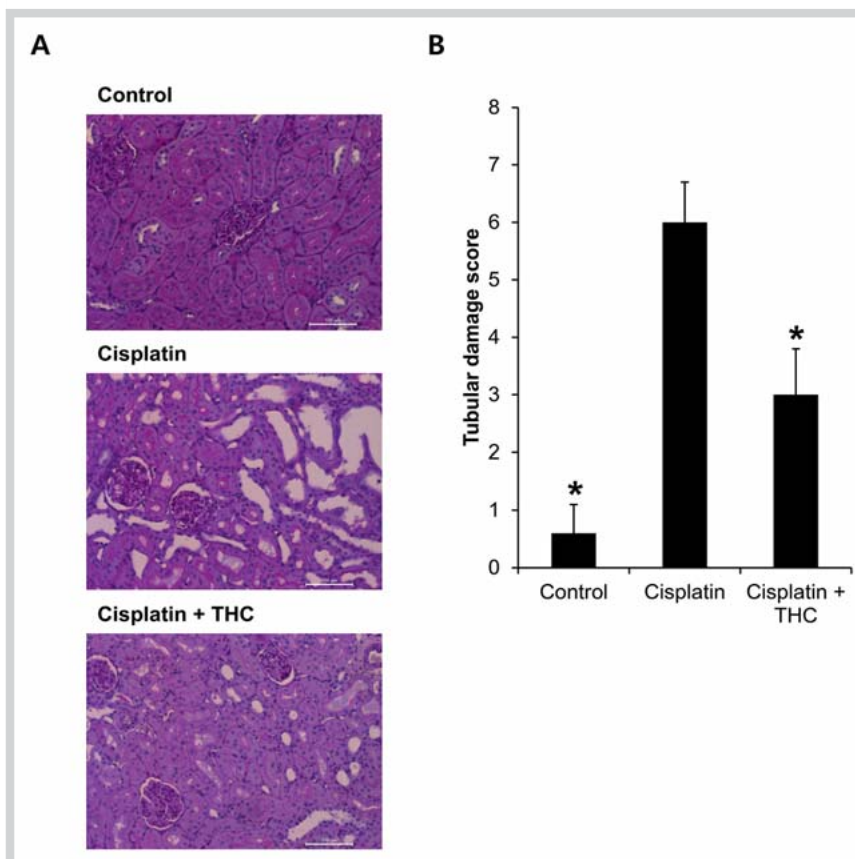 A
Control
Cisplatin
Cisplatin + THC
B
8
7
6
5
4
3
2
1
0
Tubular damage score
*
*
Control
Cisplatin
Cisplatin +
THC